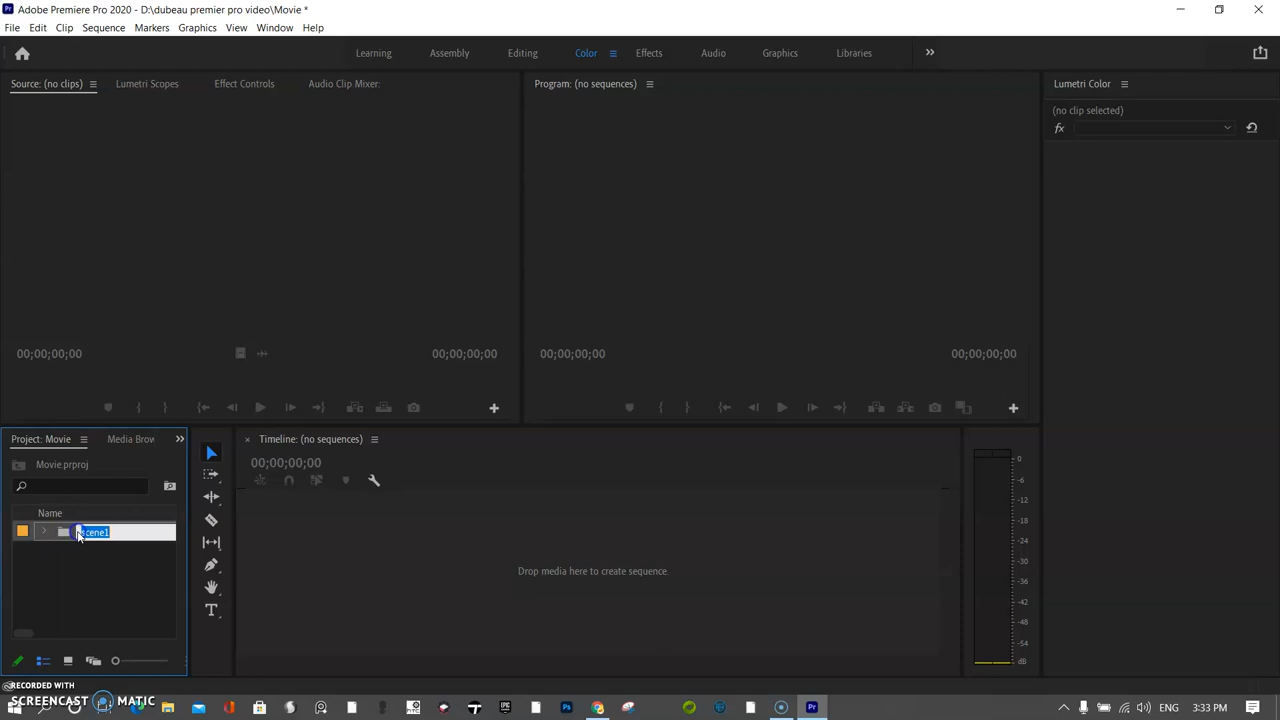 Adobe Premiere Pro 2020 - D:\dubeau premier pro video\Movie *
File Edit Clip Sequence Markers Graphics View Window Help
Learning Assembly Editing Color Effects Audio Graphics Libraries
Source: (no clips) Lumetri Scopes Effect Controls Audio Clip Mixer: Program: (no sequences) Lumetri Color
(no clip selected)
fx
00;00;00;00 00;00;00;00 00;00;00;00 00;00;00;00
Project: Movie Media Brow Timeline: (no sequences)
Movie.prproj 00;00;00;00
Name
scene1
Drop media here to create sequence.
0
-6
-12
-18
-24
-30
-36
-42
-48
-54
dB
RECORDED WITH
SCREENCAST MATIC
3:33 PM